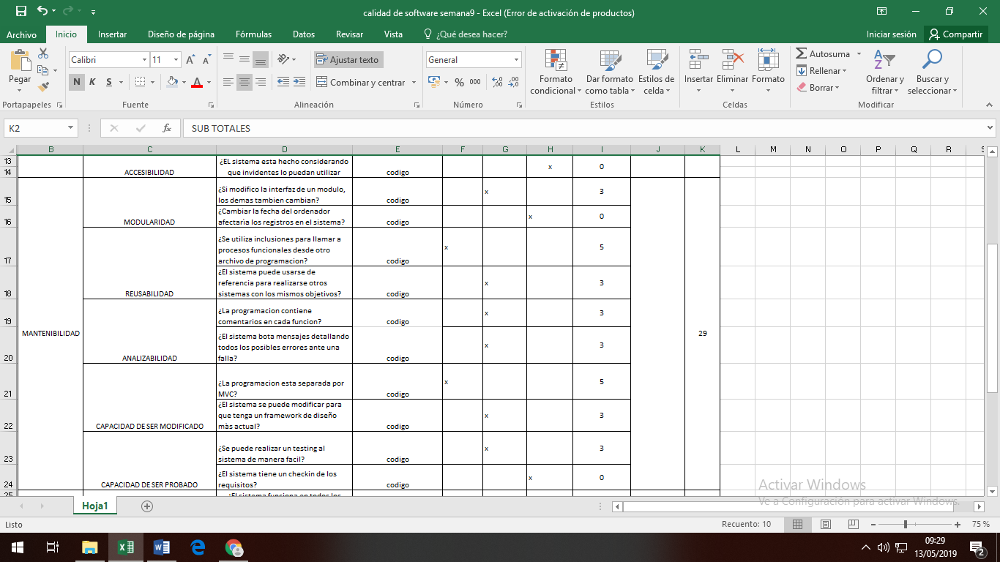 calidad de software semana9 - Excel (Error de activación de productos)
Archivo
Inicio
Insertar
Diseño de página
Fórmulas
Datos
Revisar
Vista
¿Qué desea hacer?
Iniciar sesión
Compartir
Pegar
Calibri
11
N K S
Ajustar texto
Combinar y centrar
General
% 000
Formato
condicional
Dar formato
como tabla
Estilos de
celda
Insertar
Eliminar
Formato
Autosuma
Rellenar
Borrar
Ordenar y
filtrar
Buscar y
seleccionar
Portapapeles
Fuente
Alineación
Número
Estilos
Celdas
Modificar
K2
fx
SUB TOTALES
B C D E F G H I J K L M N O P Q R S
13
¿EL sistema esta hecho considerando
14
ACCESIBILIDAD
que invidentes lo puedan utilizar
codigo
x
0
¿Si modifico la interfaz de un modulo,
15
los demas tambien cambian?
codigo
x
3
¿Cambiar la fecha del ordenador
16
MODULARIDAD
afectarìa los registros en el sistema?
codigo
x
0
¿Se utiliza inclusiones para llamar a
procesos funcionales desde otro
17
archivo de programacion?
codigo
x
5
¿El sistema puede usarse de
referencia para realizarse otros
18
REUSABILIDAD
sistemas con los mismos objetivos?
codigo
x
3
¿La programacion contiene
19
comentarios en cada funcion?
codigo
x
3
MANTENIBILIDAD
29
¿El sistema bota mensajes detallando
todos los posibles errores ante una
20
ANALIZABILIDAD
falla?
codigo
x
3
¿La programacion esta separada por
21
MVC?
codigo
x
5
¿El sistema se puede modificar para
que tenga un framework de diseño
22
CAPACIDAD DE SER MODIFICADO
màs actual?
codigo
x
3
¿Se puede realizar un testing al
23
sistema de manera facil?
codigo
x
3
¿El sistema tiene un checkin de los
24
CAPACIDAD DE SER PROBADO
requisitos?
codigo
x
0
25
¿El sistema funciona en todos los
Activar Windows
Ve a Configuración para activar Windows.
Hoja1
Listo
Recuento: 10
75 %
09:29
13/05/2019
2